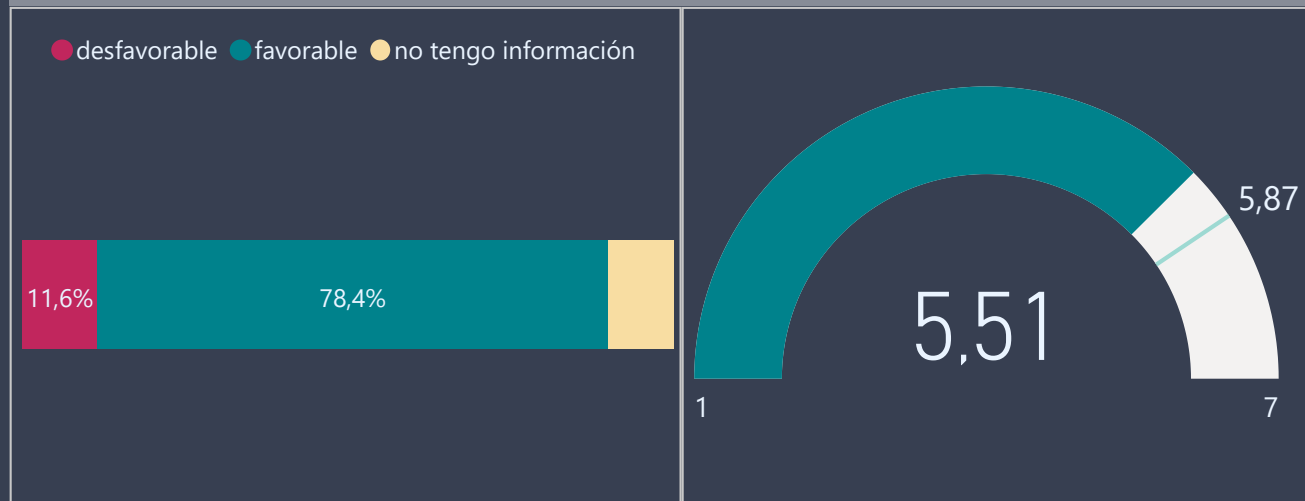 desfavorable favorable no tengo información
11,6% 78,4%
5,87
5,51
1 7